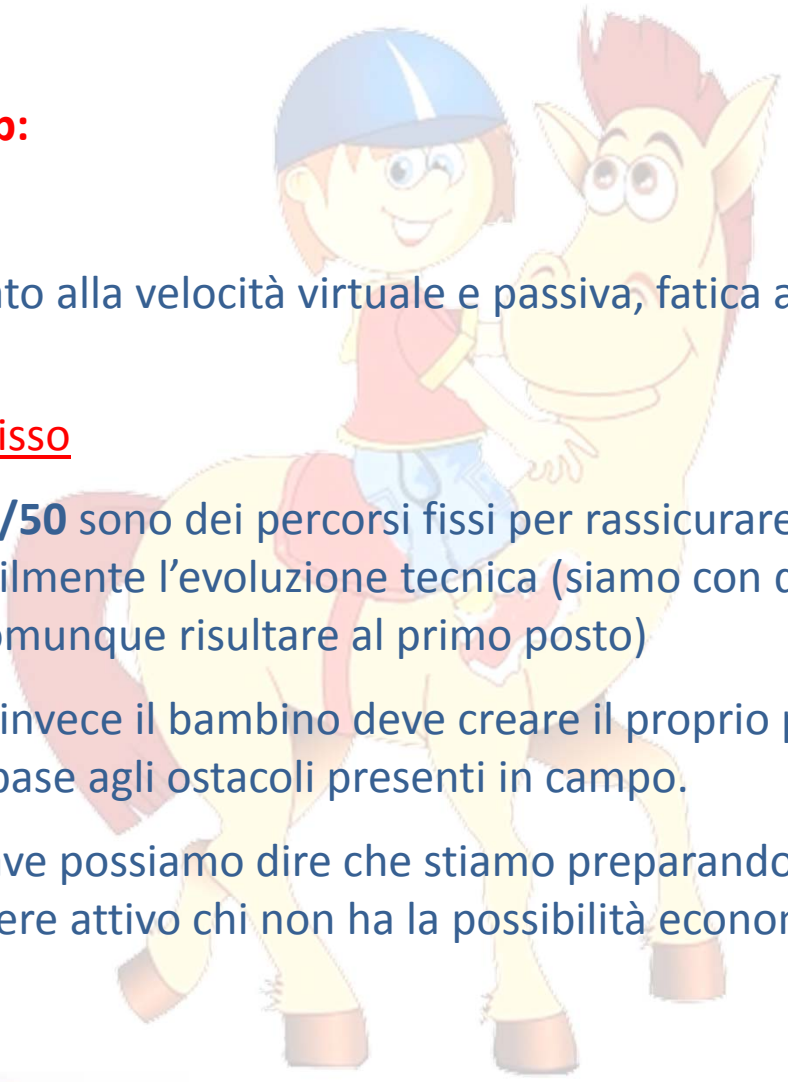 p:
to alla velocità virtuale e passiva, fatica a
isso
/50 sono dei percorsi fissi per rassicurare
ilmente l’evoluzione tecnica (siamo con
omunque risultare al primo posto)
invece il bambino deve creare il proprio
base agli ostacoli presenti in campo.
ve possiamo dire che stiamo preparando
ere attivo chi non ha la possibilità econo